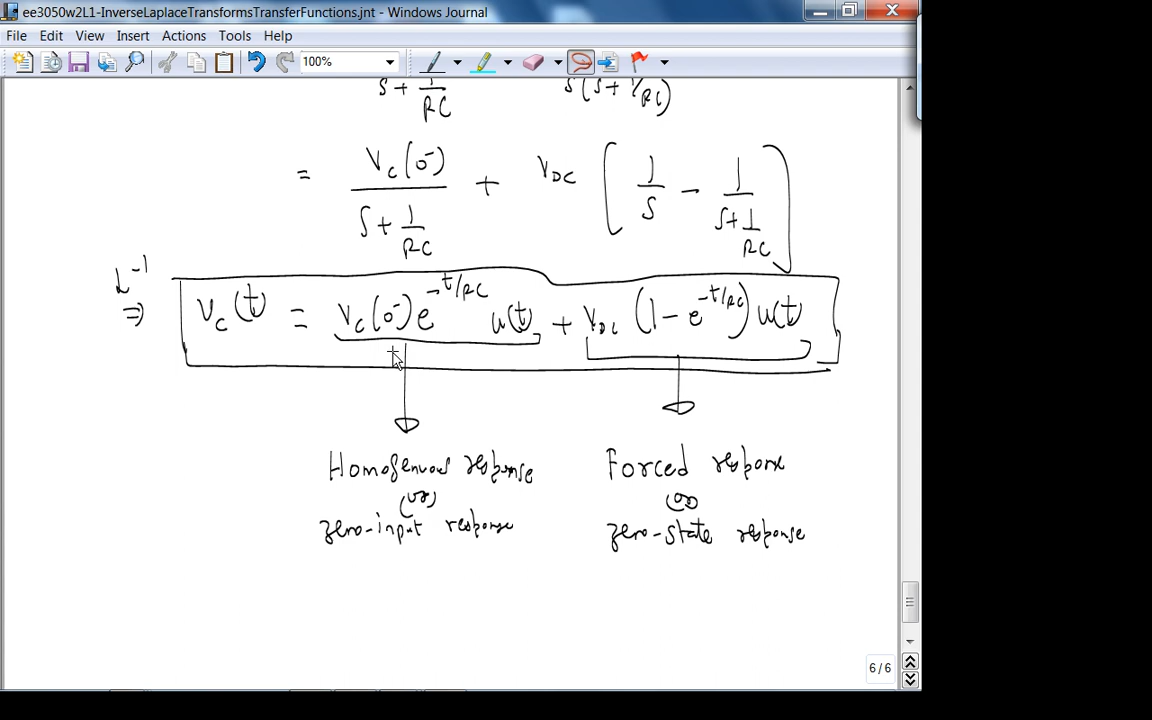 ee3050w2L1-InverseLaplaceTransformsTransferFunctions.jnt - Windows Journal
File Edit View Insert Actions Tools Help
100%
s + 1/RC    s(s + 1/RC)
= Vc(0⁻)/(s + 1/RC) + VDC [ 1/s - 1/(s + 1/RC) ]
L⁻¹
⇒ Vc(t) = Vc(0⁻) e^(-t/RC) u(t) + VDC (1 - e^(-t/RC)) u(t)
Homogenous response    Forced response
(or)    (or)
zero-input response    zero-state response
6 / 6